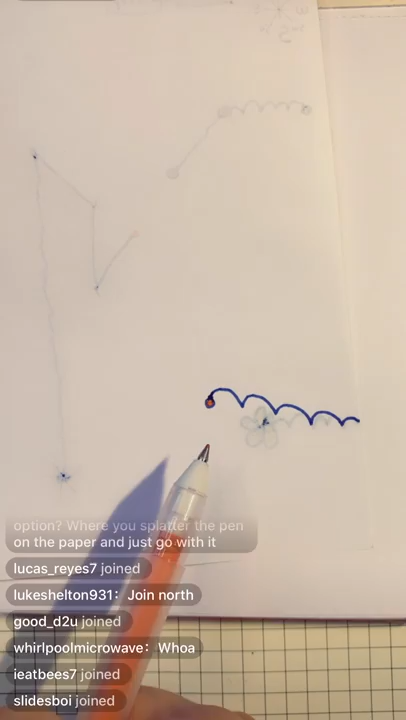 option? Where you splatter the pen
on the paper and just go with it
lucas_reyes7 joined
lukeshelton931: Join north
good_d2u joined
whirlpoolmicrowave: Whoa
ieatbees7 joined
slidesboi joined